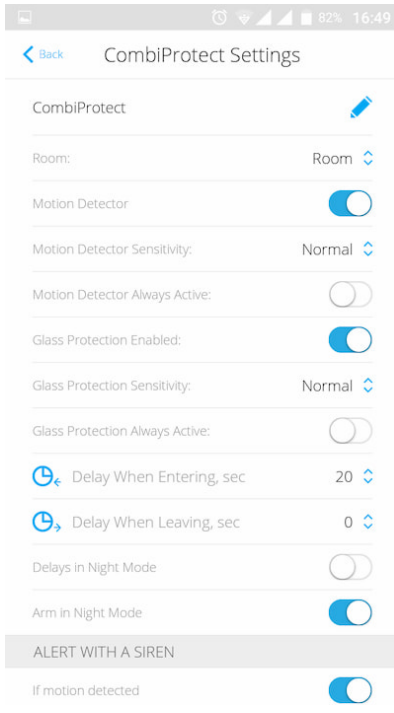 82% 16:49
Back CombiProtect Settings
CombiProtect
Room: Room
Motion Detector
Motion Detector Sensitivity: Normal
Motion Detector Always Active:
Glass Protection Enabled:
Glass Protection Sensitivity: Normal
Glass Protection Always Active:
Delay When Entering, sec 20
Delay When Leaving, sec 0
Delays in Night Mode
Arm in Night Mode
ALERT WITH A SIREN
If motion detected